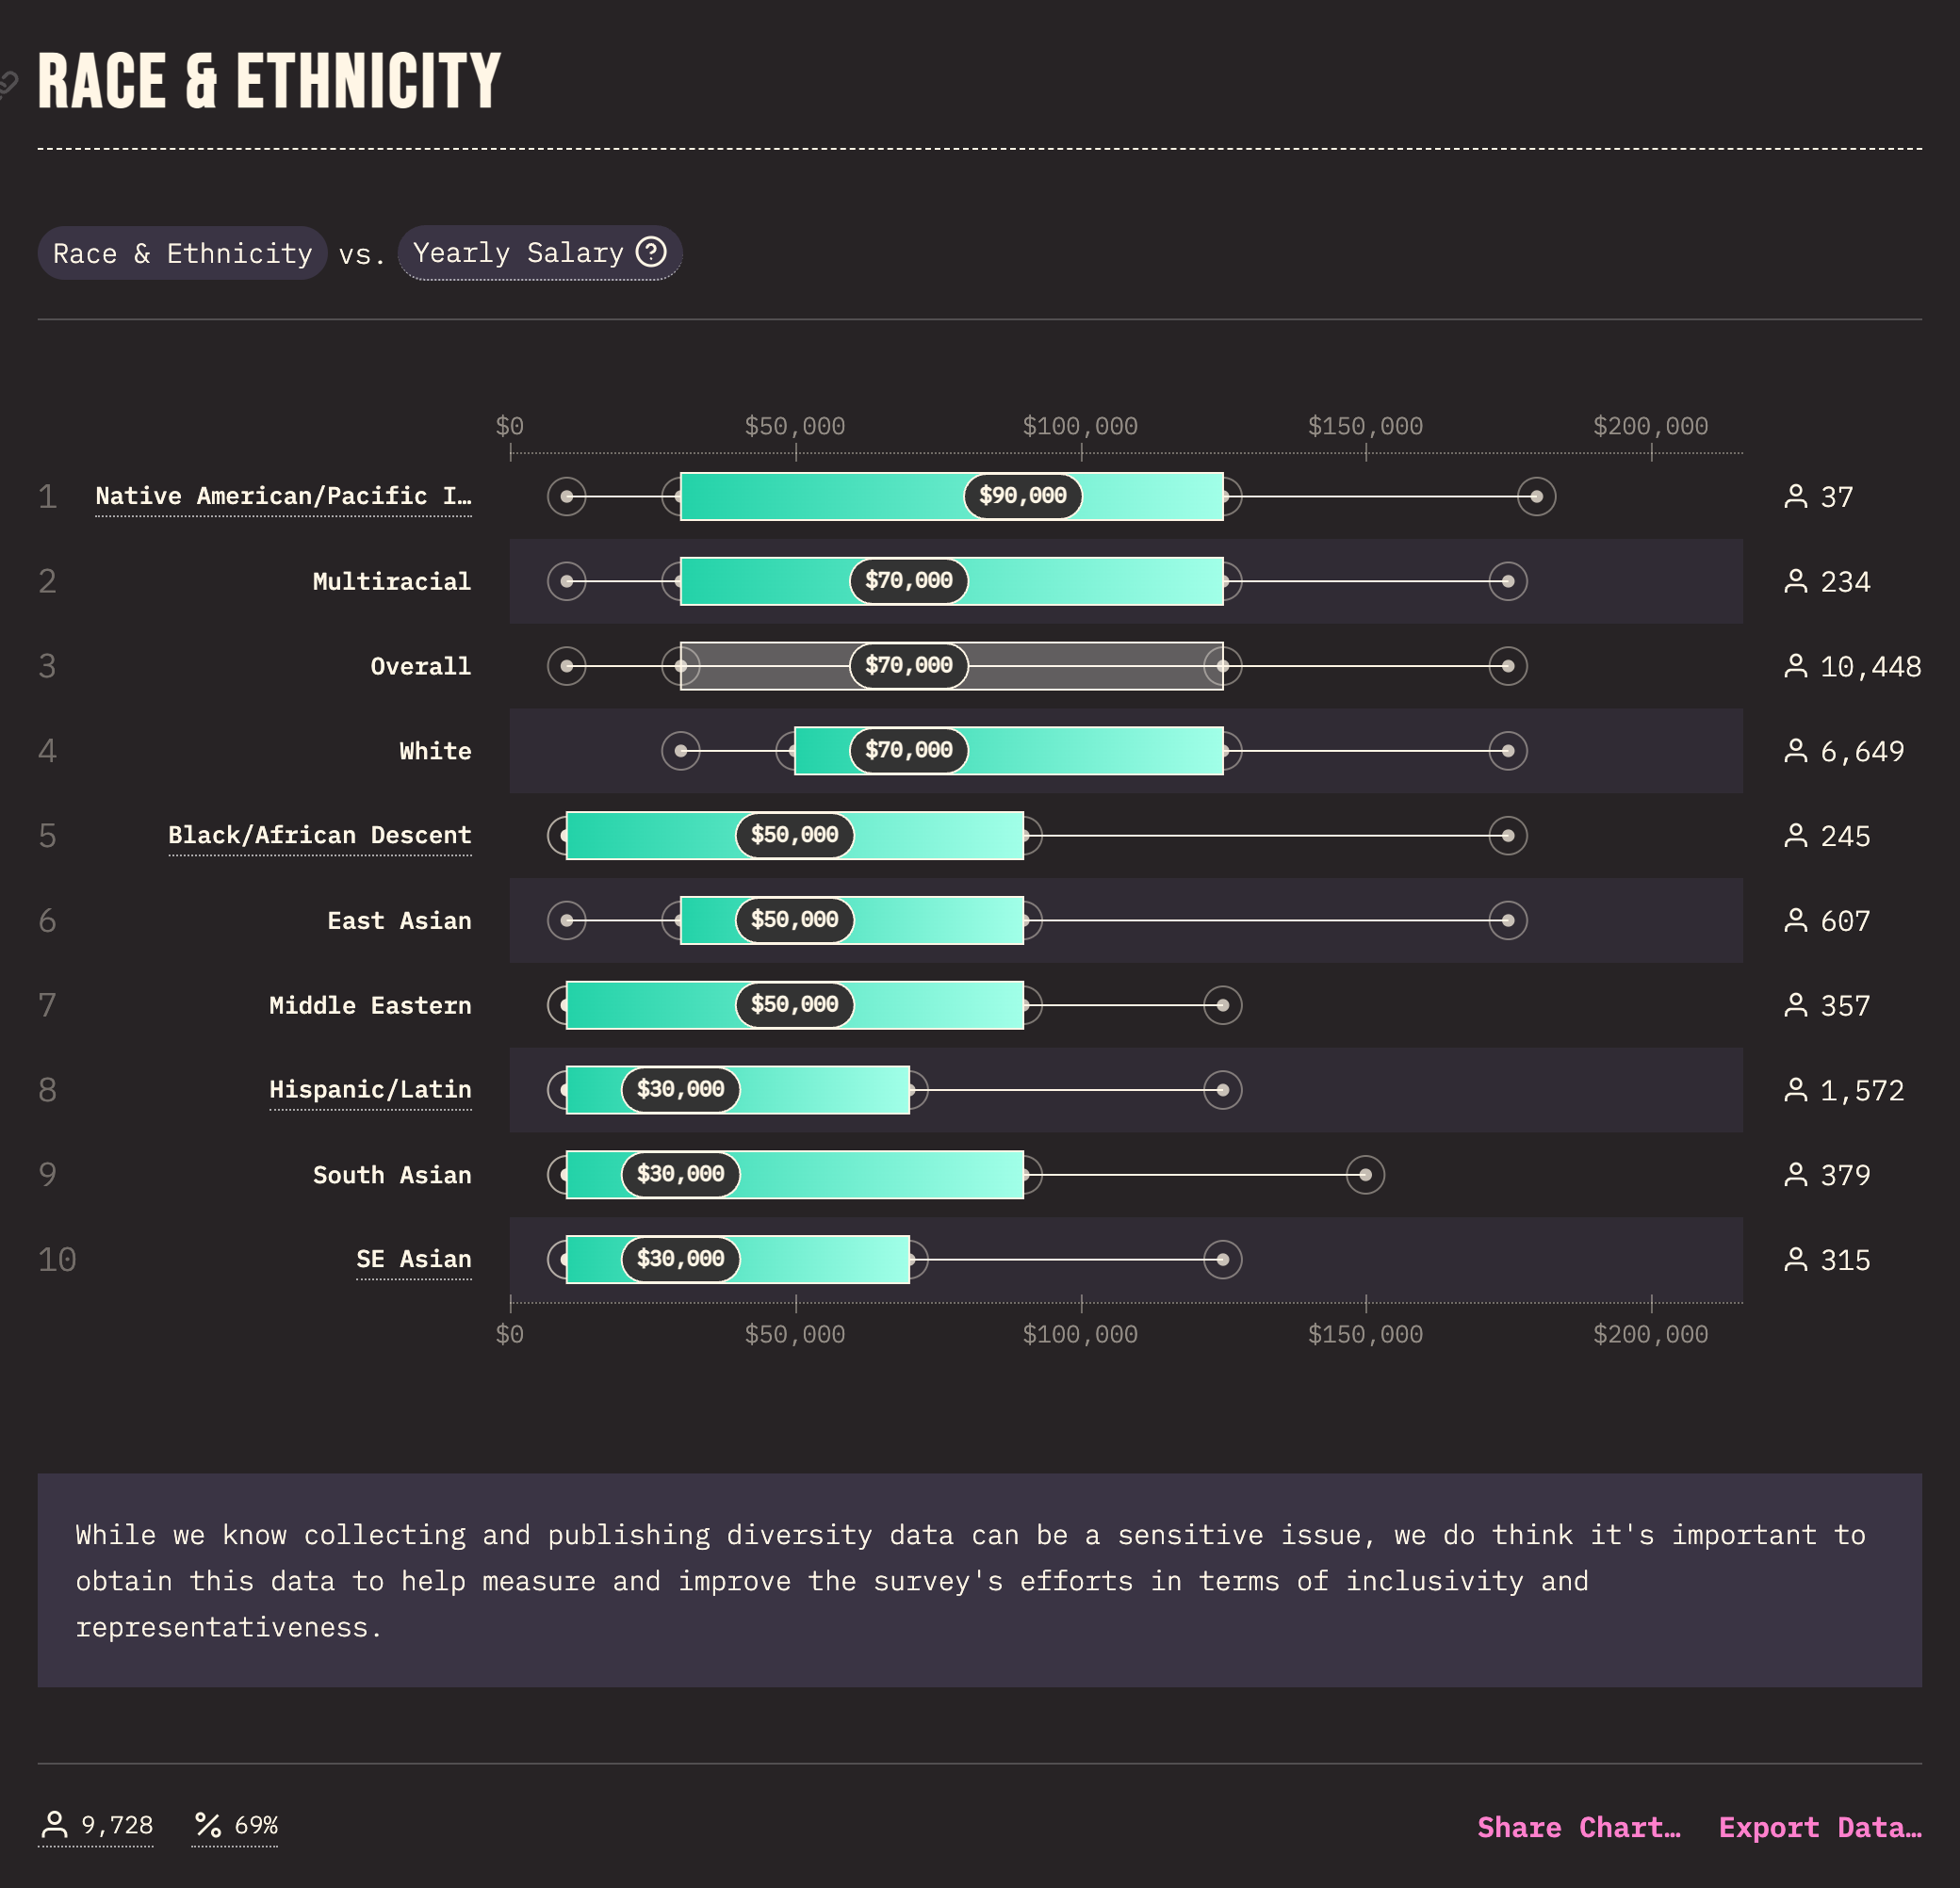 RACE & ETHNICITY
Race & Ethnicity vs. Yearly Salary ?
$0 $50,000 $100,000 $150,000 $200,000
1 Native American/Pacific I… $90,000 37
2 Multiracial $70,000 234
3 Overall $70,000 10,448
4 White $70,000 6,649
5 Black/African Descent $50,000 245
6 East Asian $50,000 607
7 Middle Eastern $50,000 357
8 Hispanic/Latin $30,000 1,572
9 South Asian $30,000 379
10 SE Asian $30,000 315
$0 $50,000 $100,000 $150,000 $200,000
While we know collecting and publishing diversity data can be a sensitive issue, we do think it's important to
obtain this data to help measure and improve the survey's efforts in terms of inclusivity and
representativeness.
9,728 % 69% Share Chart… Export Data…